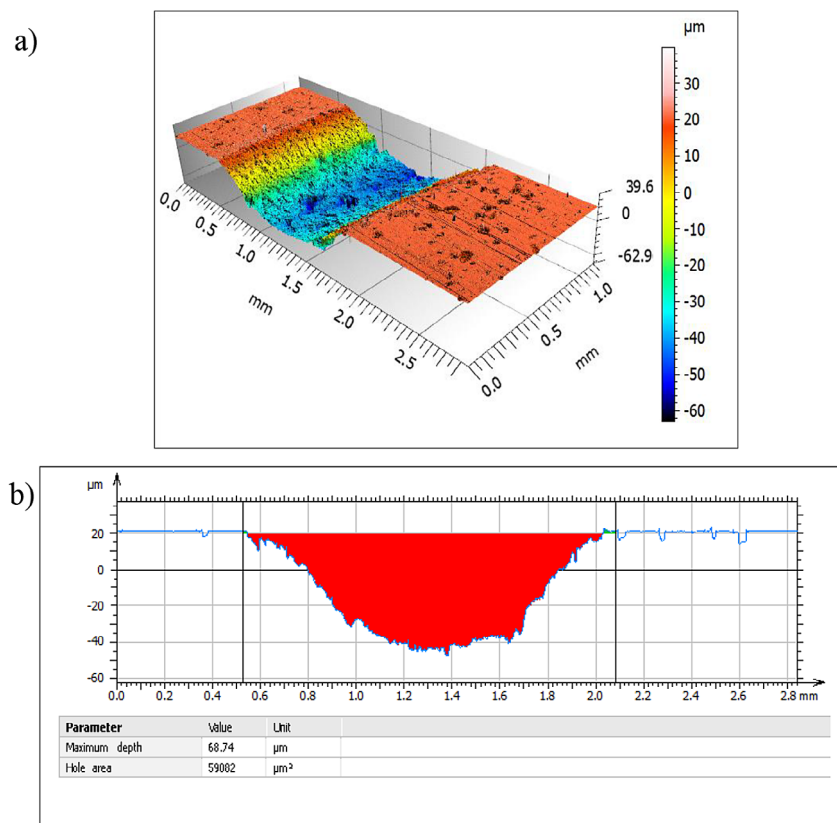 a)
µm
30
20
10
0
-10
-20
-30
-40
-50
-60
39.6
0
-62.9
0.0
0.5
1.0
1.5
2.0
2.5
mm
0.0
0.5
1.0
mm
b)
µm
20
0
-20
-40
-60
0.0 0.2 0.4 0.6 0.8 1.0 1.2 1.4 1.6 1.8 2.0 2.2 2.4 2.6 2.8 mm
Parameter Value Unit
Maximum depth 68.74 µm
Hole area 59082 µm²